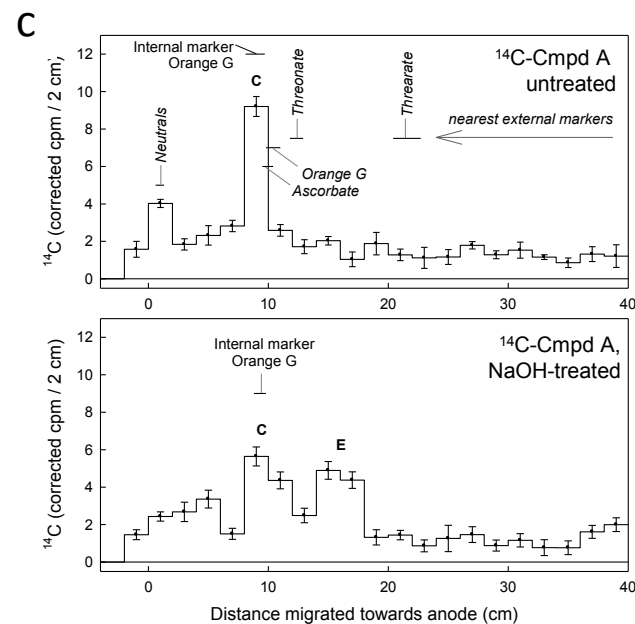 C
¹⁴C (corrected cpm / 2 cm)
12
10
8
6
4
2
0
Internal marker
Orange G
C
Neutrals
Threonate
Threarate
¹⁴C-Cmpd A
untreated
nearest external markers
Orange G
Ascorbate
0 10 20 30 40
¹⁴C (corrected cpm / 2 cm)
12
10
8
6
4
2
0
Internal marker
Orange G
C
E
¹⁴C-Cmpd A,
NaOH-treated
0 10 20 30 40
Distance migrated towards anode (cm)